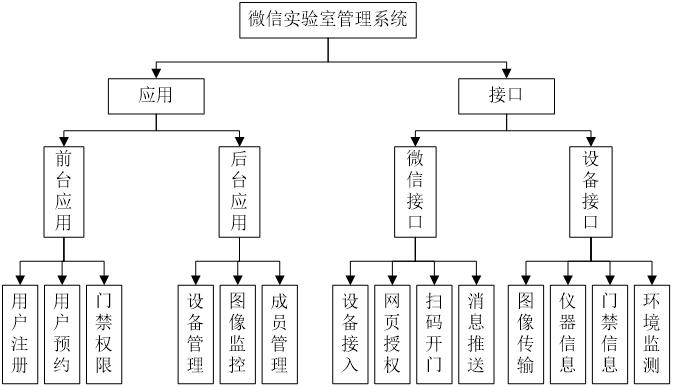 微信实验室管理系统
应用
接口
前台应用
后台应用
微信接口
设备接口
用户注册
用户预约
门禁权限
设备管理
图像监控
成员管理
设备接入
网页授权
扫码开门
消息推送
图像传输
仪器信息
门禁信息
环境监测